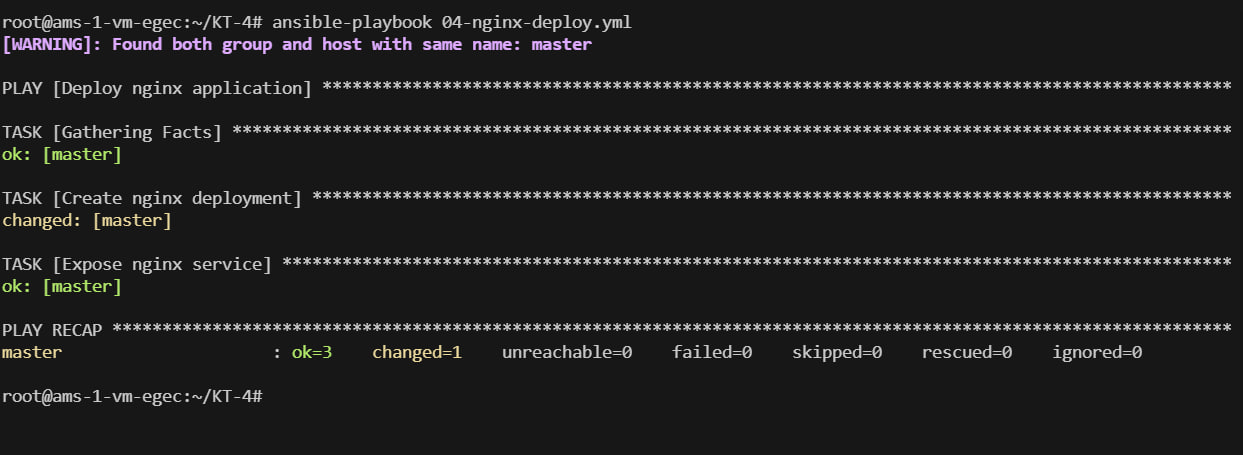 root@ams-1-vm-egec:~/KT-4# ansible-playbook 04-nginx-deploy.yml
[WARNING]: Found both group and host with same name: master
PLAY [Deploy nginx application] *******************************************************************************************
TASK [Gathering Facts] ****************************************************************************************************
ok: [master]
TASK [Create nginx deployment] ********************************************************************************************
changed: [master]
TASK [Expose nginx service] ***********************************************************************************************
ok: [master]
PLAY RECAP ****************************************************************************************************************
master                     : ok=3    changed=1    unreachable=0    failed=0    skipped=0    rescued=0    ignored=0
root@ams-1-vm-egec:~/KT-4#